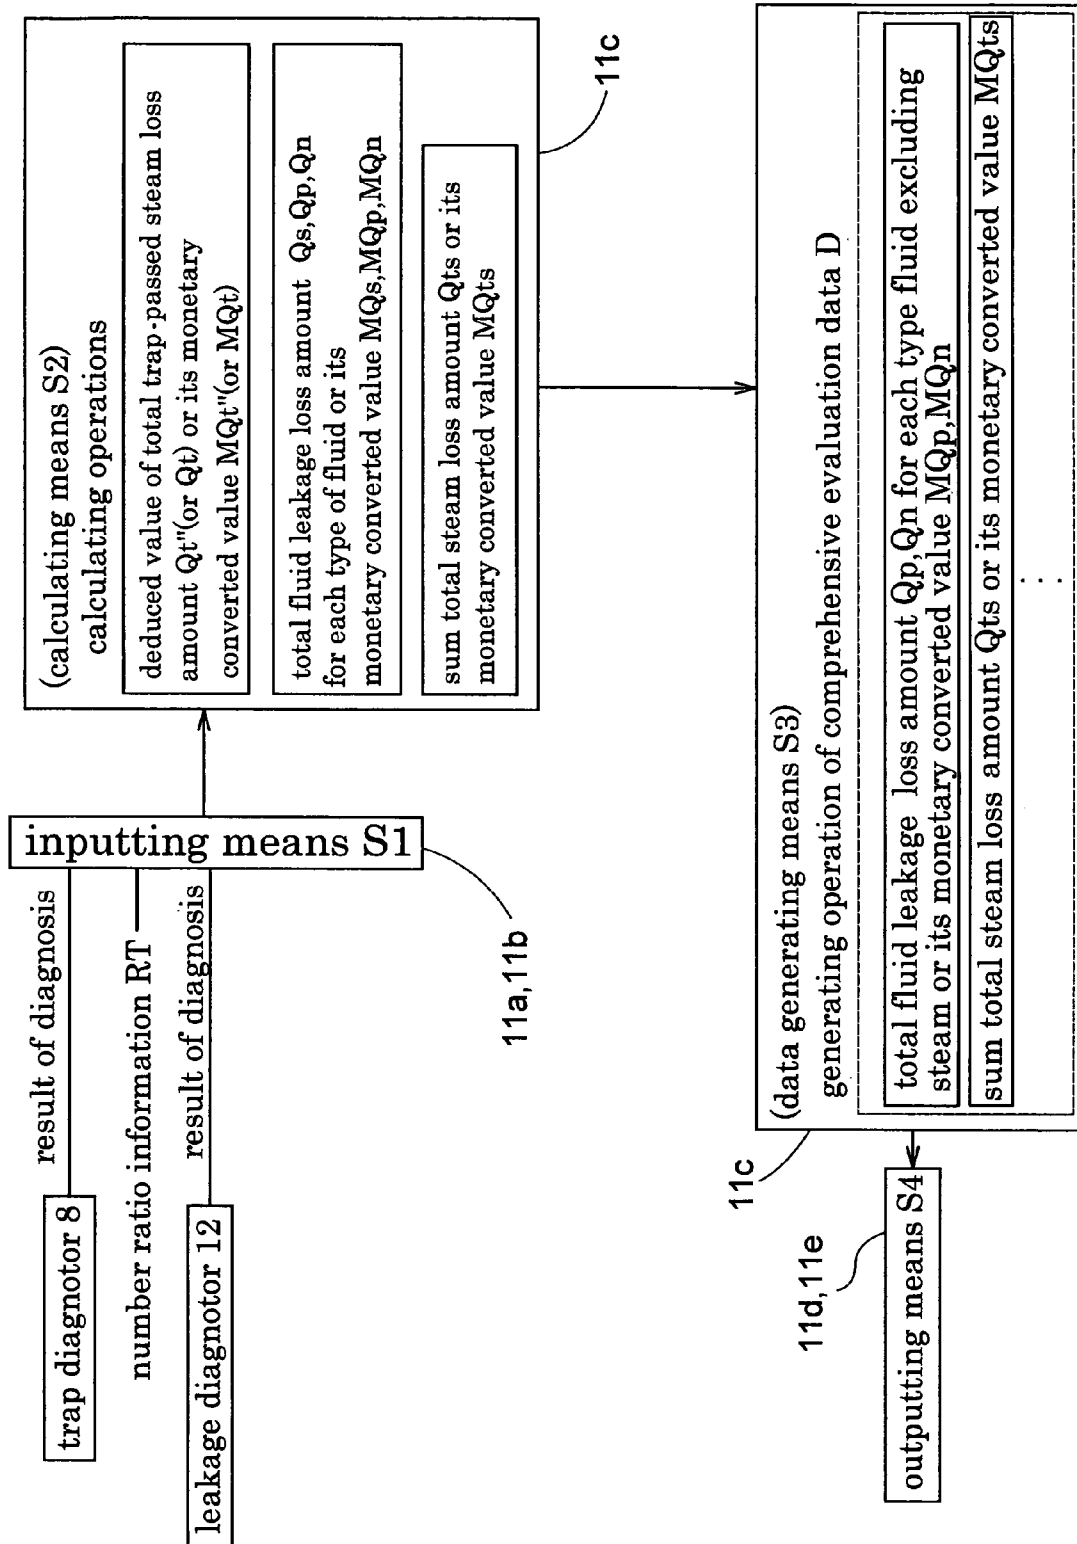 trap diagnotor 8
result of diagnosis
number ratio information RT
leakage diagnotor 12
result of diagnosis
inputting means S1
11a,11b
(calculating means S2)
calculating operations
deduced value of total trap-passed steam loss
amount Qt"(or Qt) or its monetary
converted value MQt"(or MQt)
total fluid leakage loss amount Qs,Qp,Qn
for each type of fluid or its
monetary converted value MQs,MQp,MQn
sum total steam loss amount Qts or its
monetary converted value MQts
11c
(data generating means S3)
generating operation of comprehensive evaluation data D
total fluid leakage loss amount Qp,Qn for each type fluid excluding
steam or its monetary converted value MQp,MQn
sum total steam loss amount Qts or its monetary converted value MQts
. . .
11c
outputting means S4
11d,11e